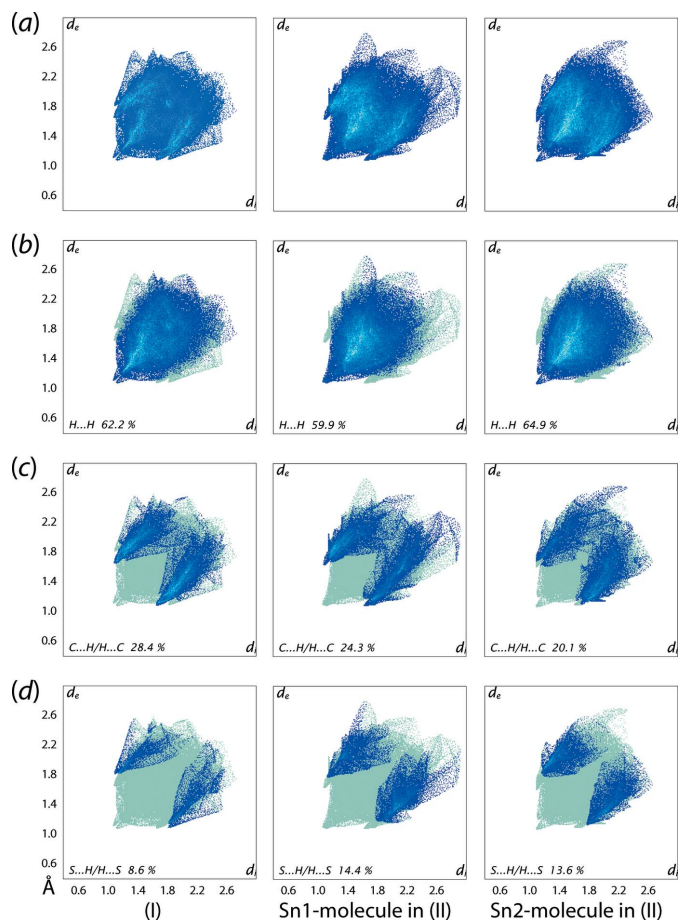 (a)
de de de
2.6
2.2
1.8
1.4
1.0
0.6
di di di
(b)
de de de
2.6
2.2
1.8
1.4
1.0
0.6
H...H 62.2 % di H...H 59.9 % di H...H 64.9 % di
(c)
de de de
2.6
2.2
1.8
1.4
1.0
0.6
C...H/H...C 28.4 % di C...H/H...C 24.3 % di C...H/H...C 20.1 % di
(d)
de de de
2.6
2.2
1.8
1.4
1.0
0.6
S...H/H...S 8.6 % di S...H/H...S 14.4 % di S...H/H...S 13.6 % di
Å
0.6 1.0 1.4 1.8 2.2 2.6 0.6 1.0 1.4 1.8 2.2 2.6 0.6 1.0 1.4 1.8 2.2 2.6
(I) Sn1-molecule in (II) Sn2-molecule in (II)